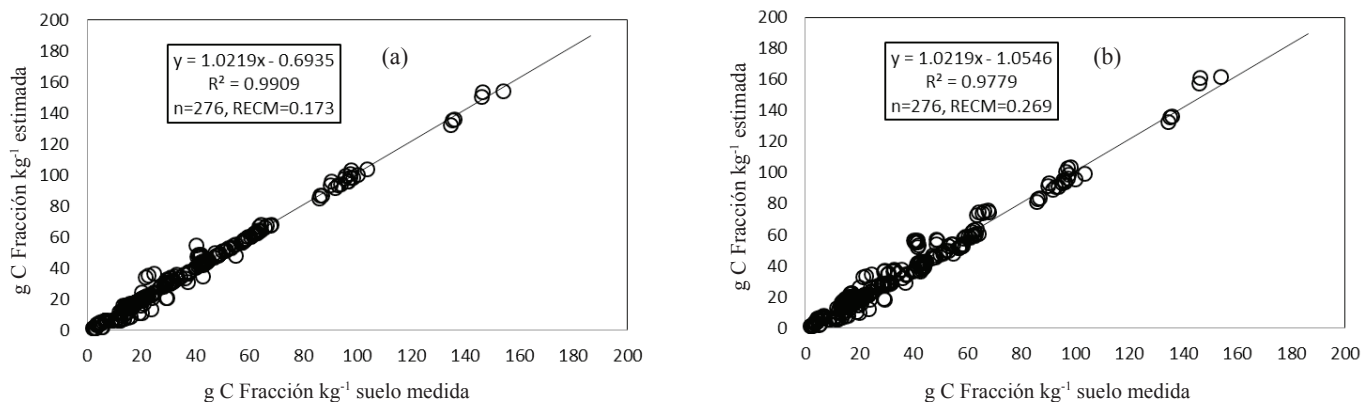 200
180
160
140
120
100
80
60
40
20
0
g C Fracción kg⁻¹ estimada
y = 1.0219x - 0.6935
R² = 0.9909
n=276, RECM=0.173
(a)
0 20 40 60 80 100 120 140 160 180 200
g C Fracción kg⁻¹ suelo medida
200
180
160
140
120
100
80
60
40
20
0
g C Fracción kg⁻¹ estimada
y = 1.0219x - 1.0546
R² = 0.9779
n=276, RECM=0.269
(b)
0 20 40 60 80 100 120 140 160 180 200
g C Fracción kg⁻¹ suelo medida